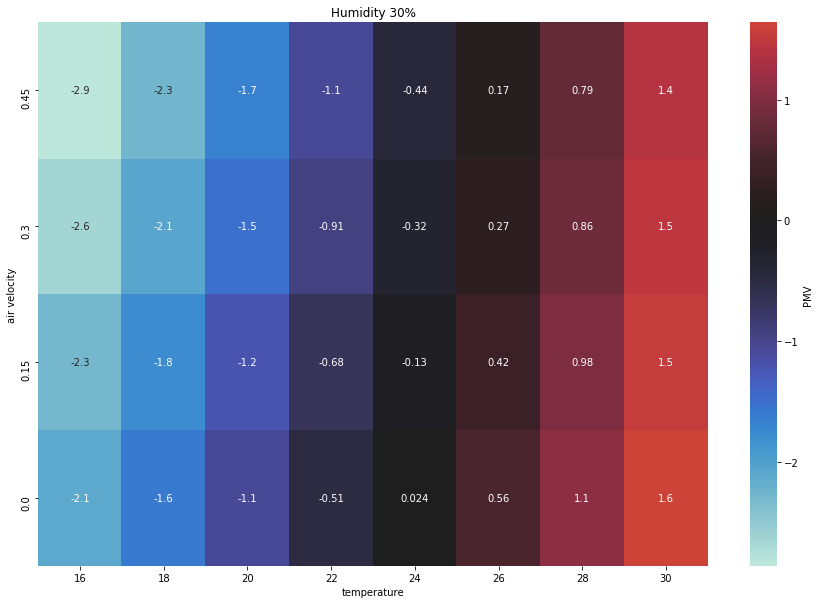 Humidity 30%
0.45 -2.9 -2.3 -1.7 -1.1 -0.44 0.17 0.79 1.4
0.3 -2.6 -2.1 -1.5 -0.91 -0.32 0.27 0.86 1.5
0.15 -2.3 -1.8 -1.2 -0.68 -0.13 0.42 0.98 1.5
0.0 -2.1 -1.6 -1.1 -0.51 0.024 0.56 1.1 1.6
16 18 20 22 24 26 28 30
temperature
air velocity
1
0
−1
−2
PMV